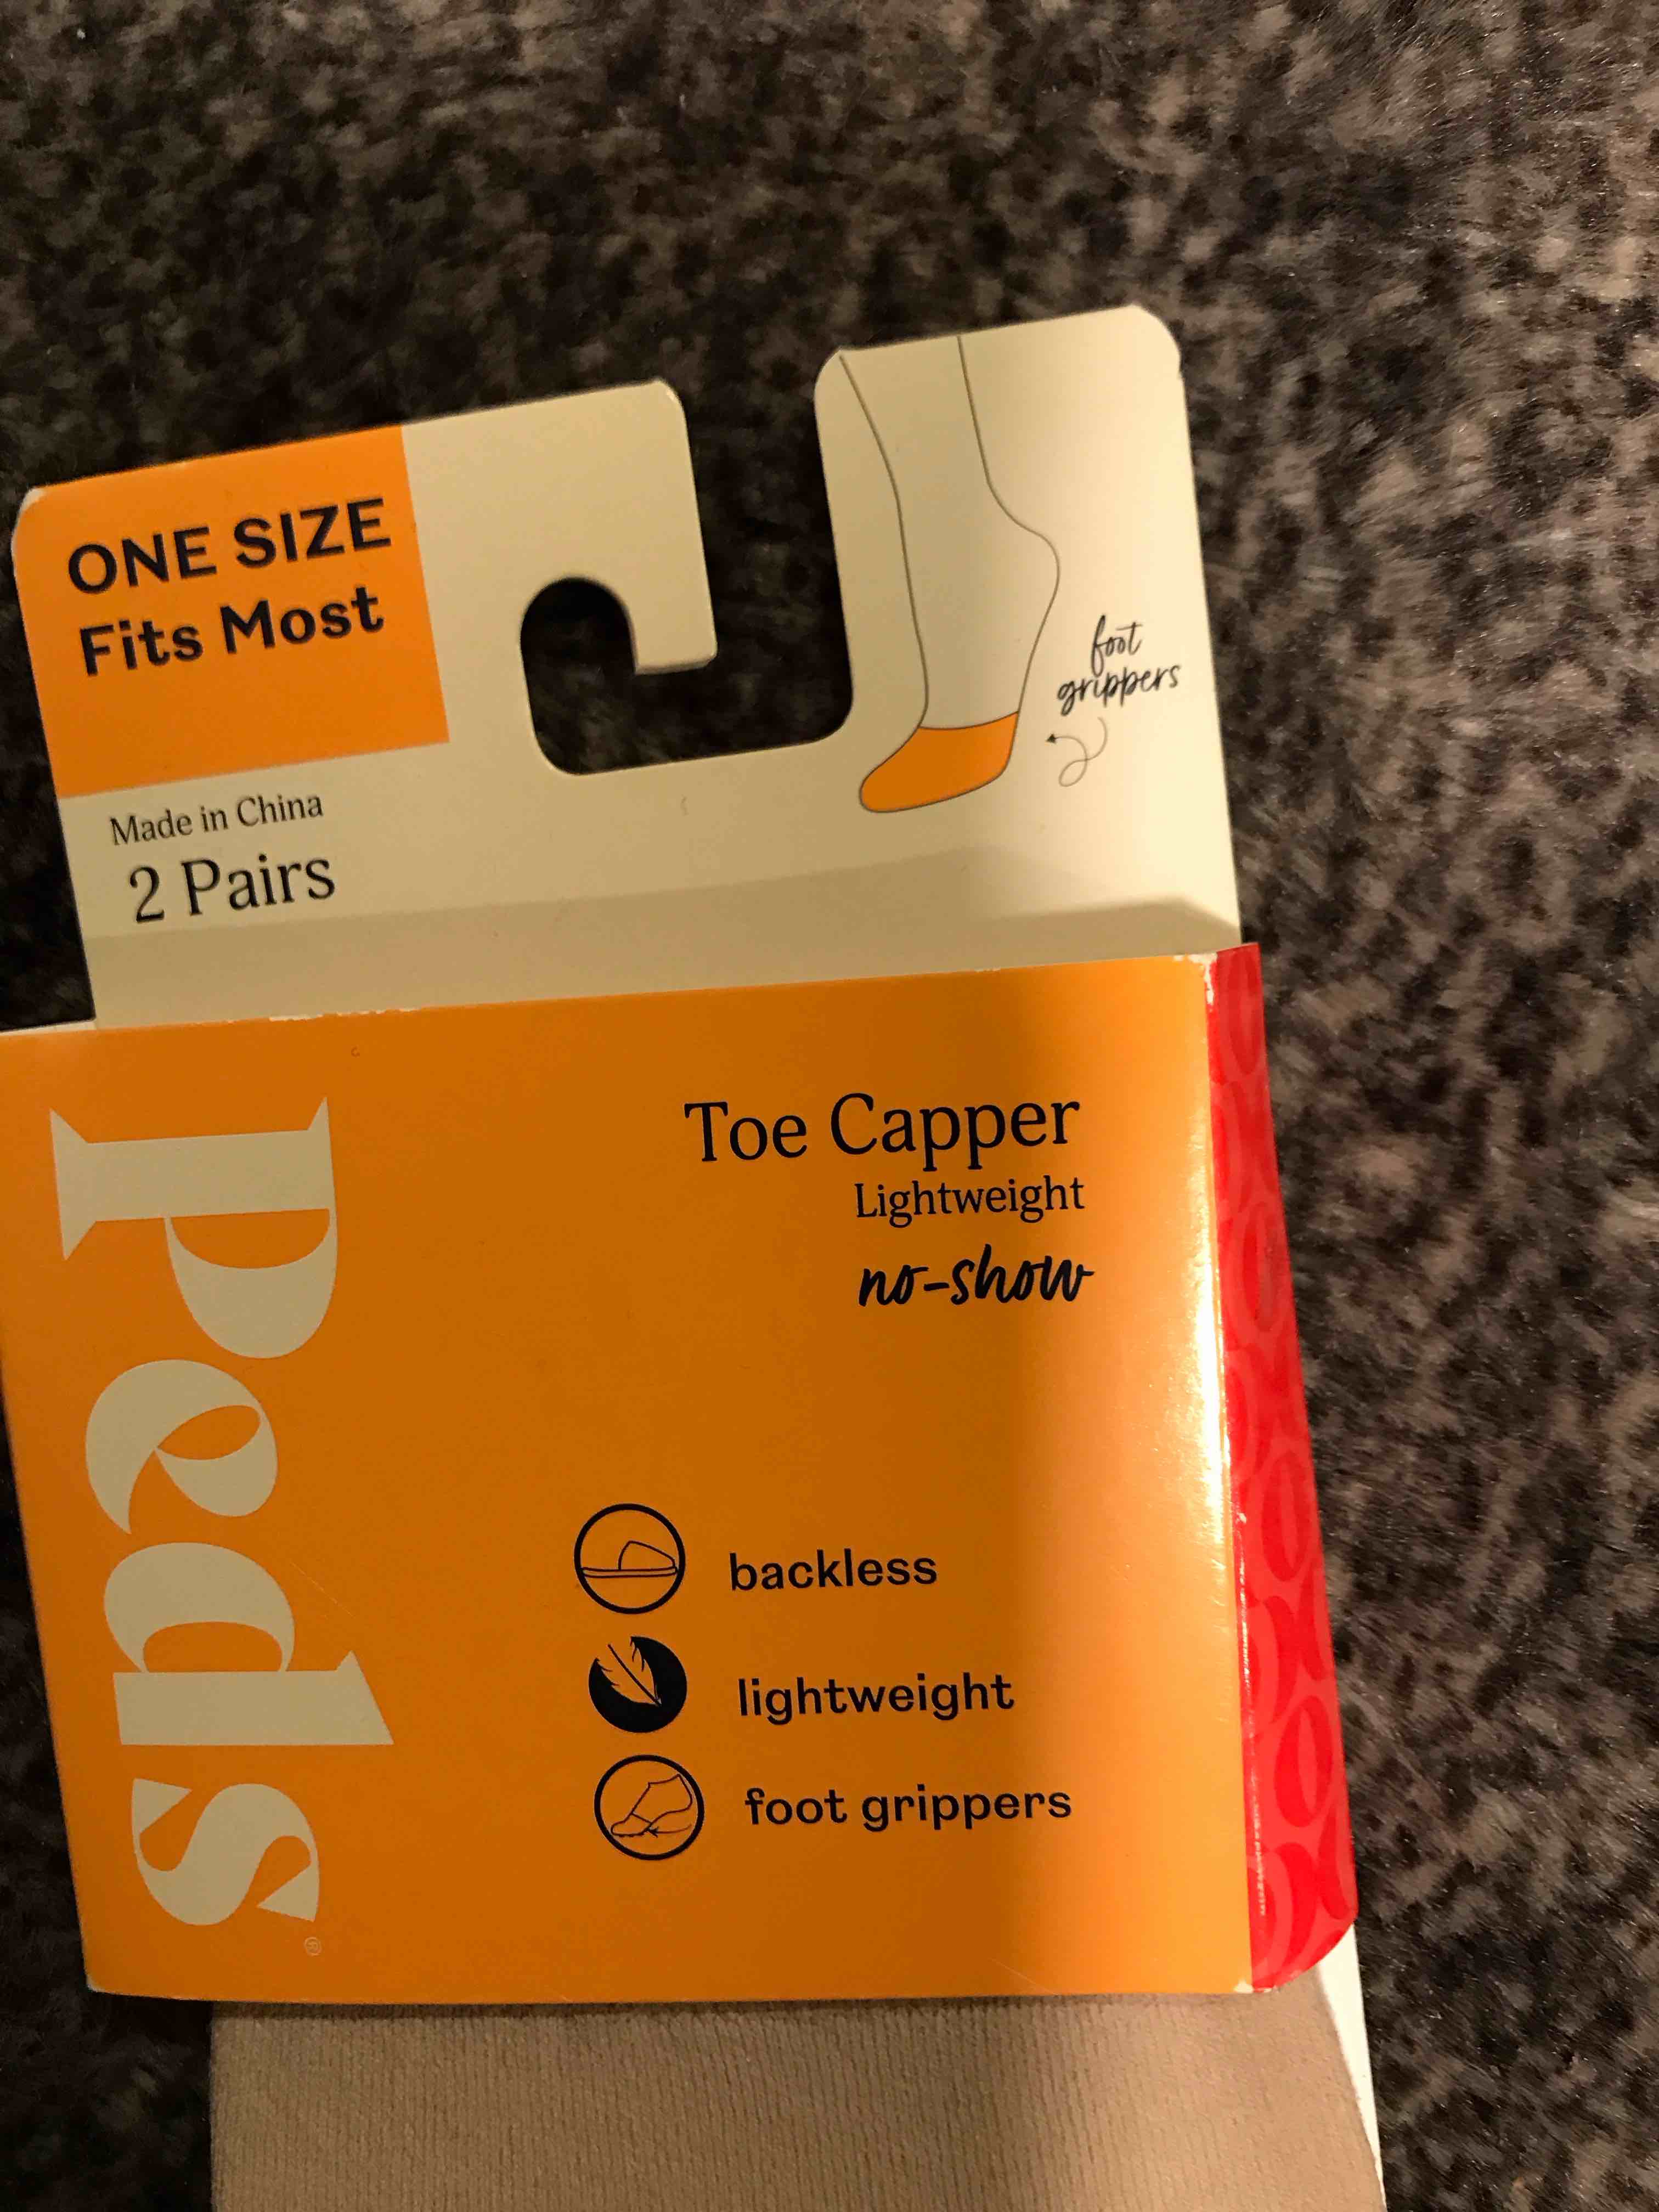 ONE SIZE
Fits Most
foot
grippers
Made in China
2 Pairs
Peds®
Toe Capper
Lightweight
no-show
backless
lightweight
foot grippers